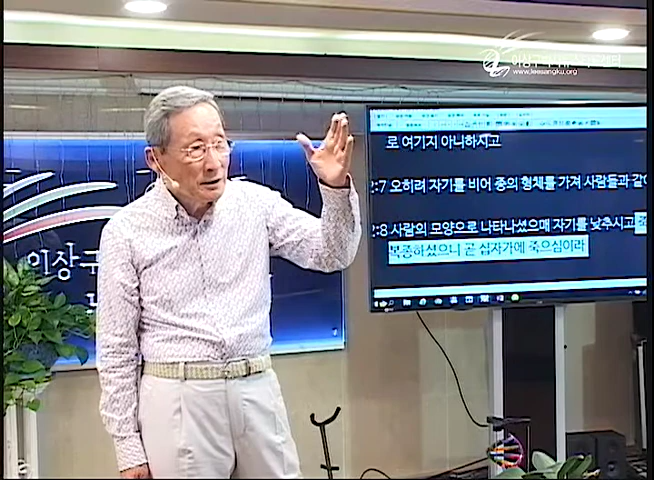 www.leesangku.org
로 여기지 아니하시고
2:7 오히려 자기를 비어 종의 형체를 가져 사람들과 같이
2:8 사람의 모양으로 나타나셨으매 자기를 낮추시고
복종하셨으니 곧 십자가에 죽으심이라
이상구